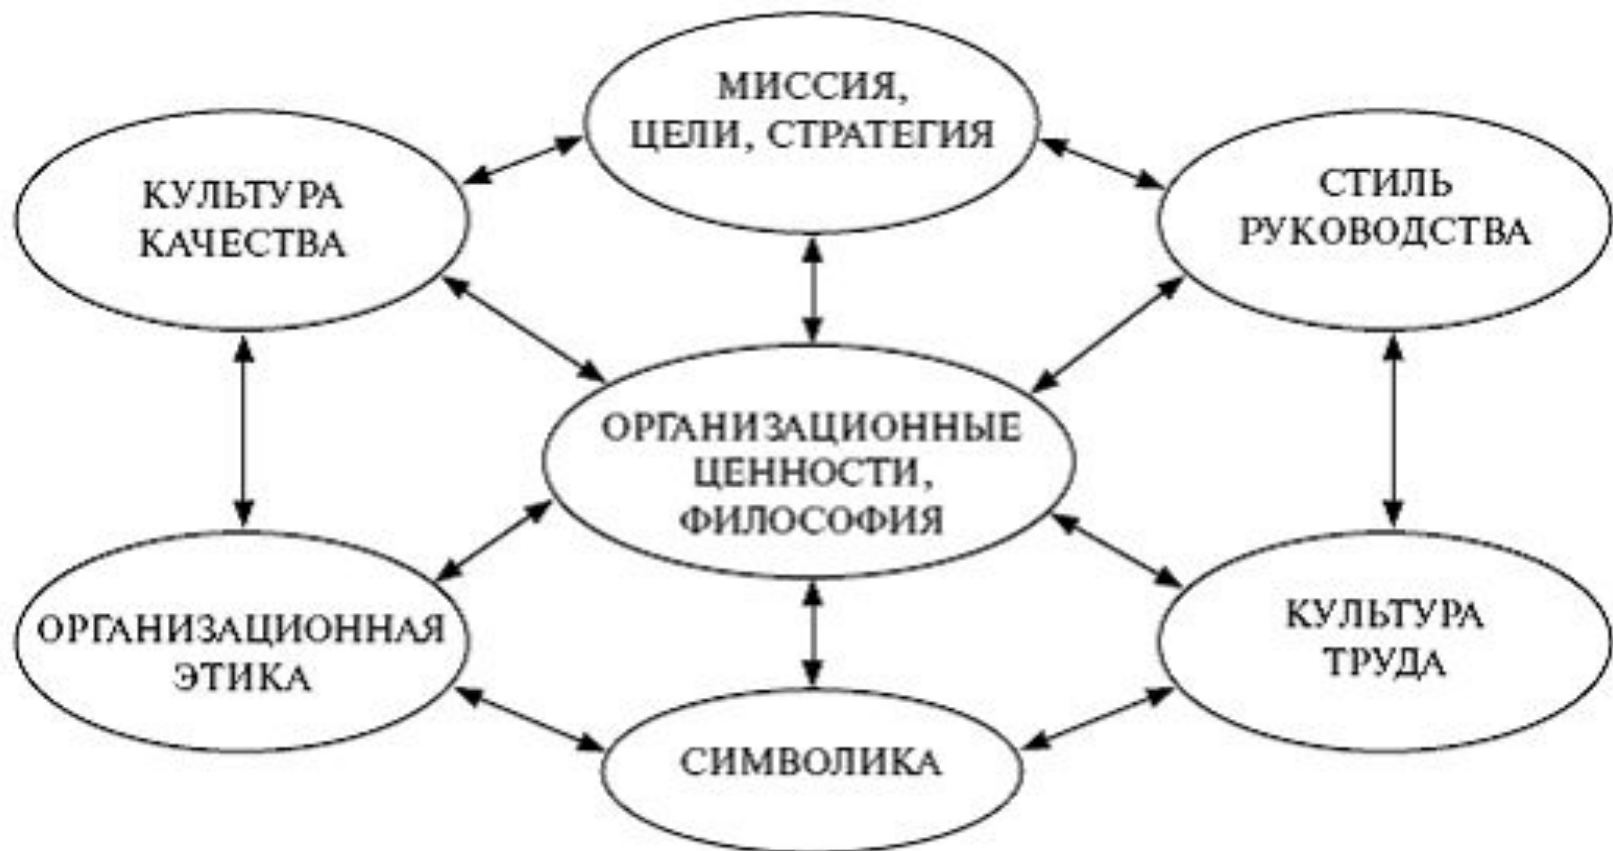 МИССИЯ,
ЦЕЛИ, СТРАТЕГИЯ
КУЛЬТУРА
КАЧЕСТВА
СТИЛЬ
РУКОВОДСТВА
ОРГАНИЗАЦИОННЫЕ
ЦЕННОСТИ,
ФИЛОСОФИЯ
ОРГАНИЗАЦИОННАЯ
ЭТИКА
КУЛЬТУРА
ТРУДА
СИМВОЛИКА